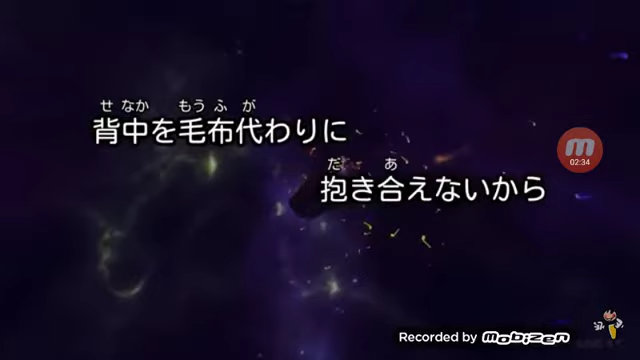 せ なか もう ふ が
背中を毛布代わりに
だ あ
抱き合えないから
02:34
Recorded by mobizen